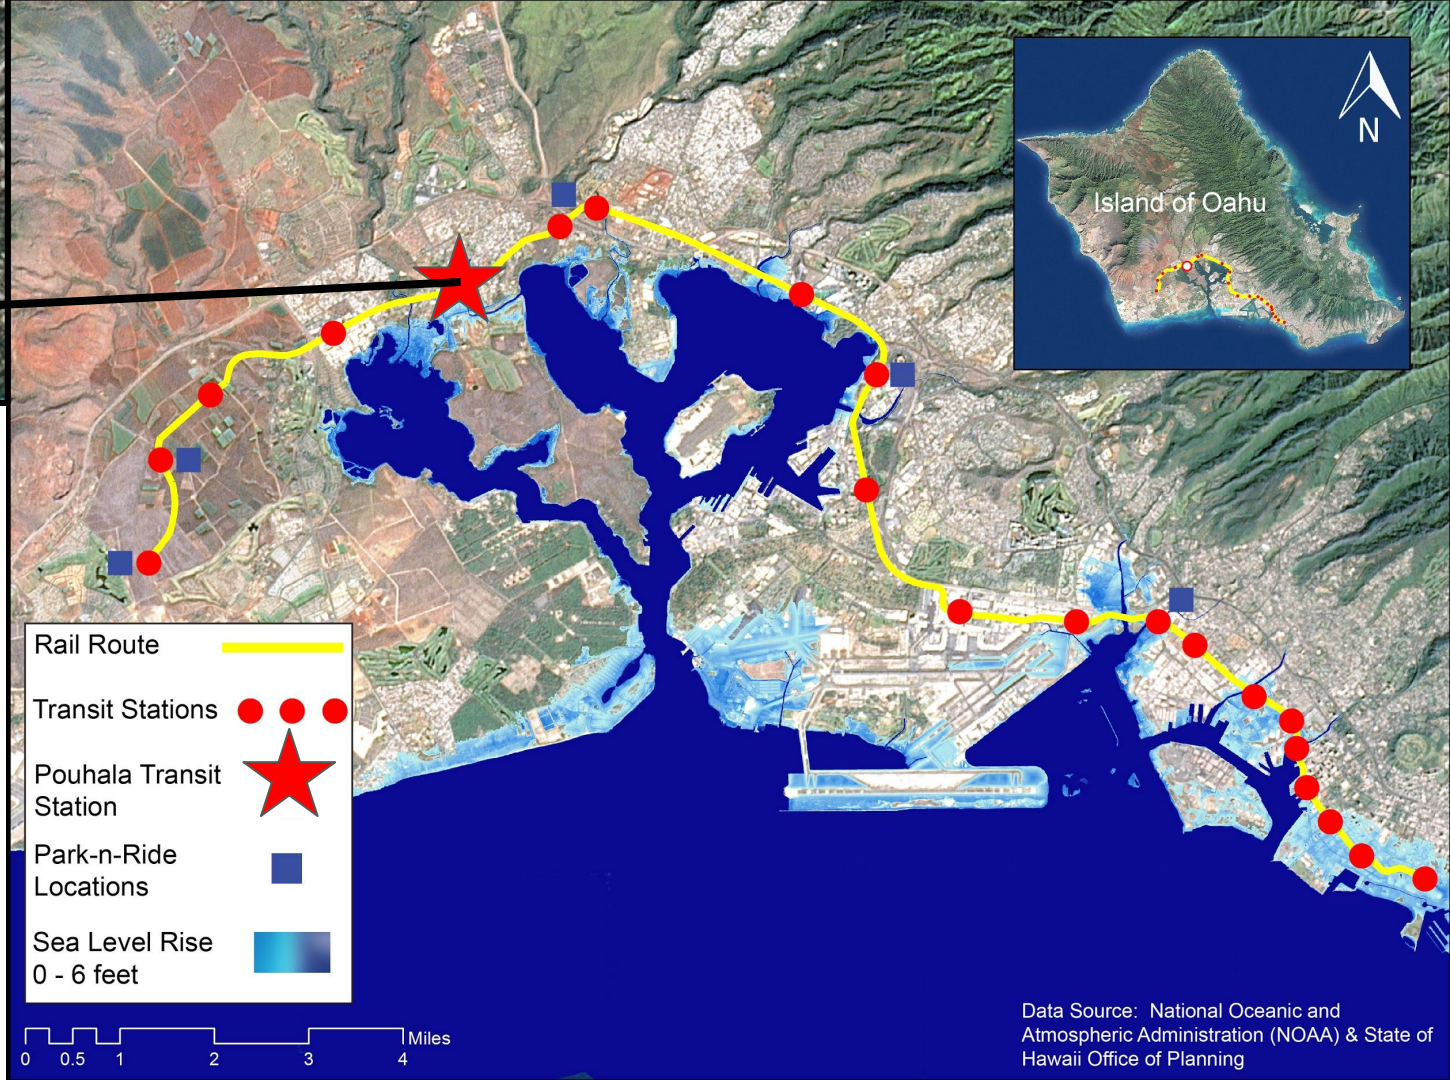 N
Island of Oahu
Rail Route
Transit Stations
Pouhala Transit
Station
Park-n-Ride
Locations
Sea Level Rise
0 - 6 feet
Miles
0 0.5 1 2 3 4
Data Source: National Oceanic and
Atmospheric Administration (NOAA) & State of
Hawaii Office of Planning